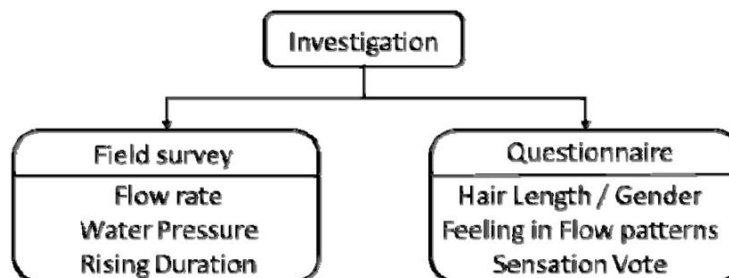 Investigation
Field survey
Flow rate
Water Pressure
Rising Duration
Questionnaire
Hair Length / Gender
Feeling in Flow patterns
Sensation Vote